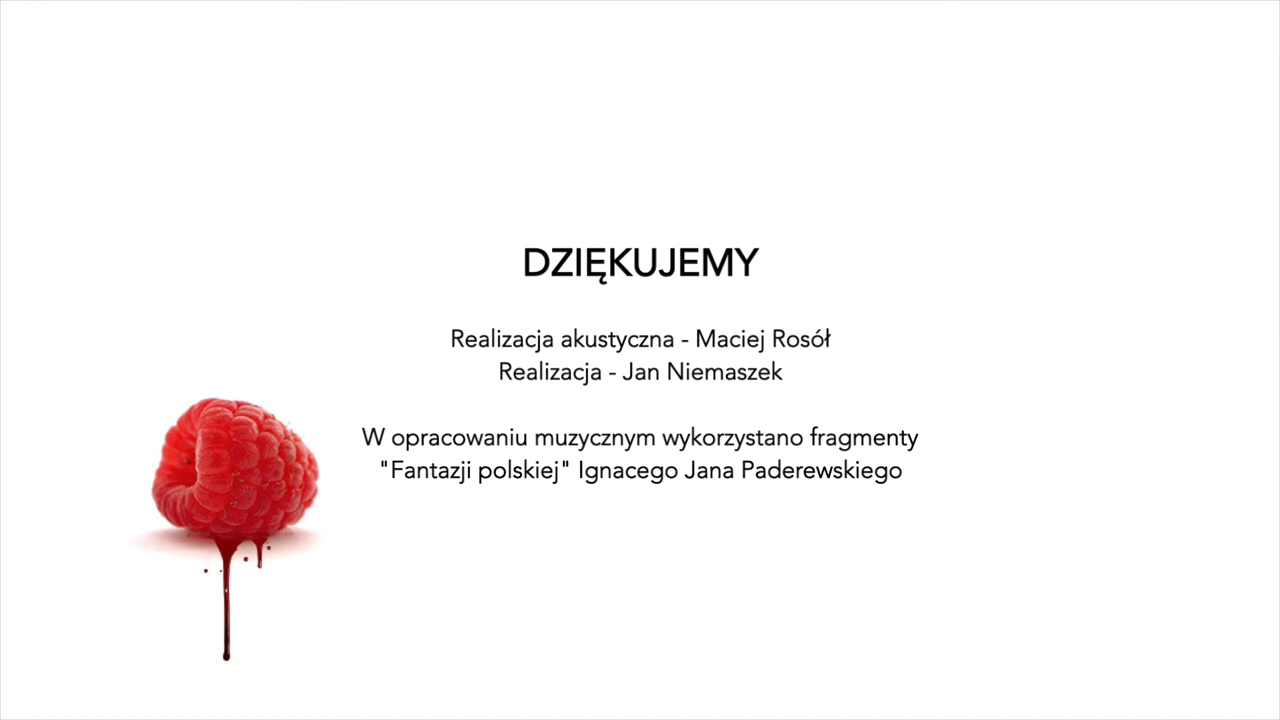 DZIĘKUJEMY
Realizacja akustyczna - Maciej Rosół
Realizacja - Jan Niemaszek
W opracowaniu muzycznym wykorzystano fragmenty
"Fantazji polskiej" Ignacego Jana Paderewskiego